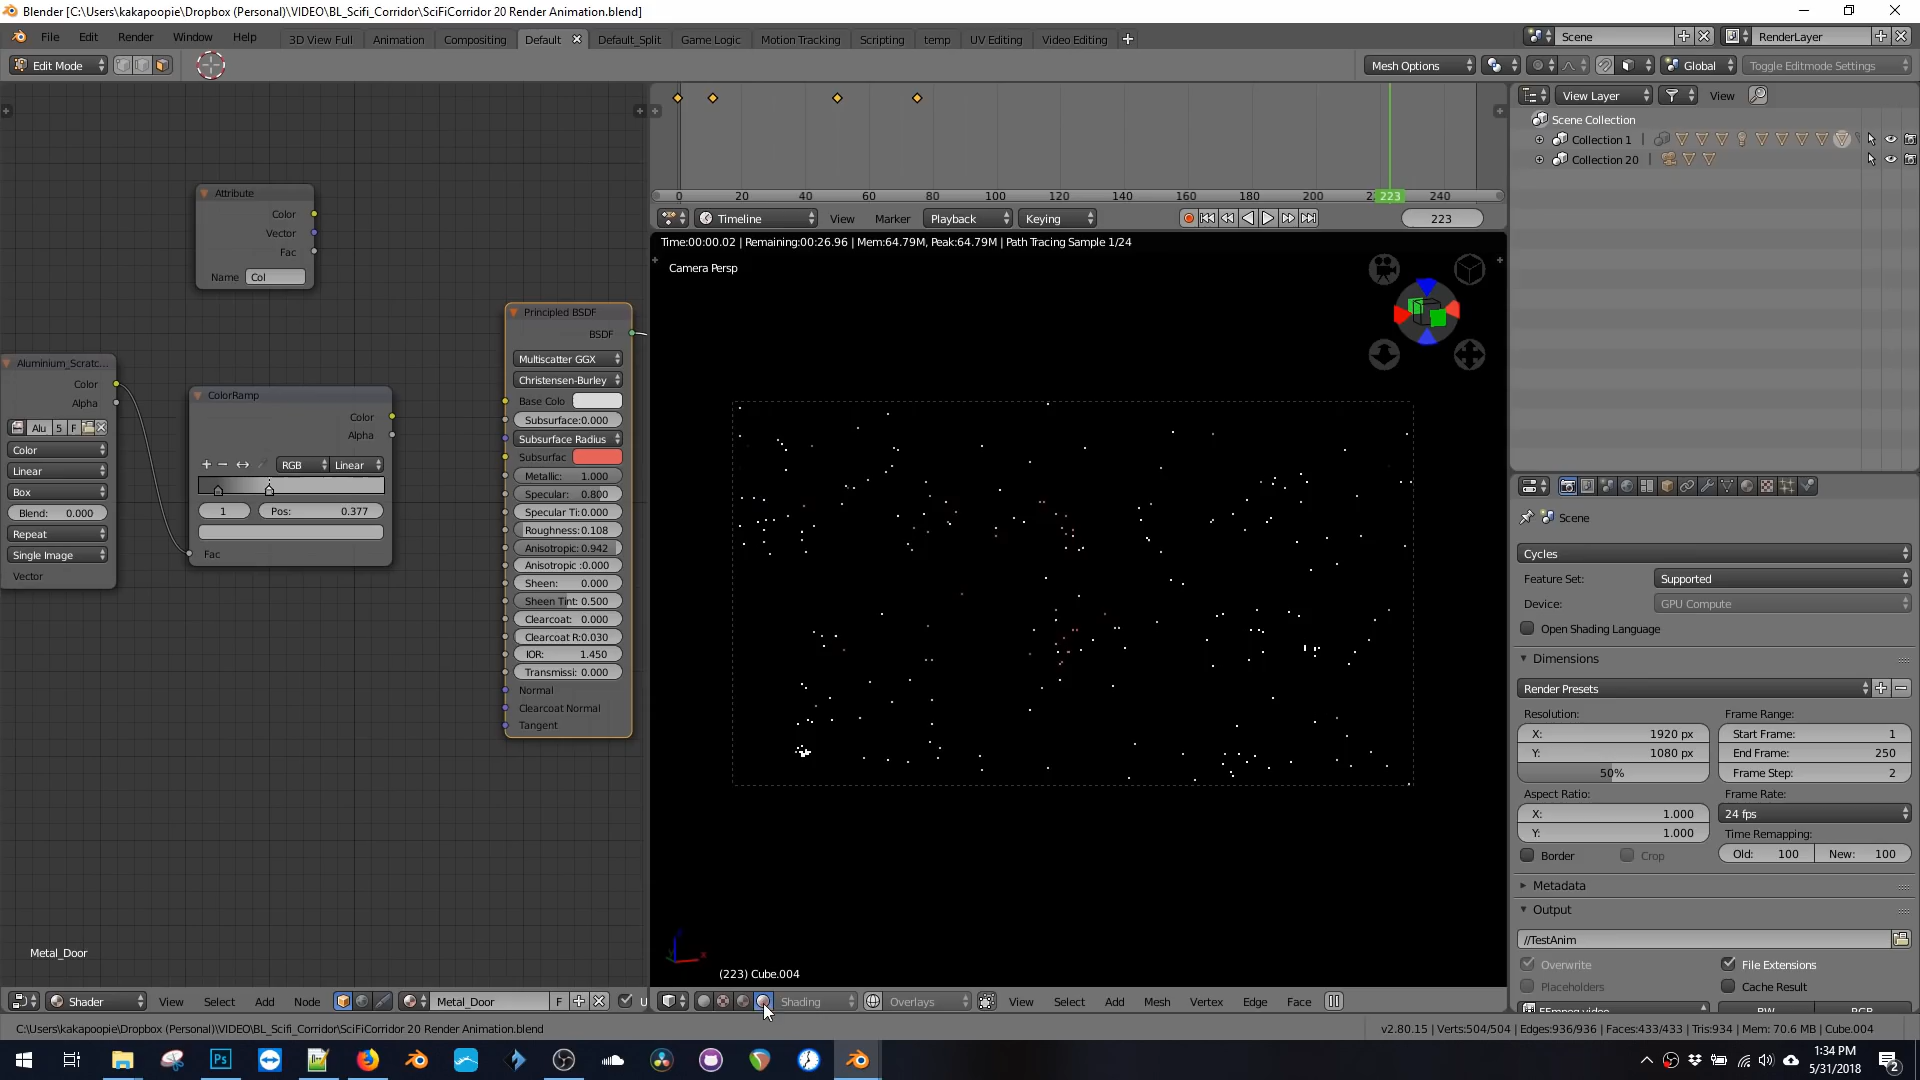 Blender [C:\Users\kakapoopie\Dropbox (Personal)\VIDEO\BL_Scifi_Corridor\SciFiCorridor 20 Render Animation.blend]
File Edit Render Window Help 3D View Full Animation Compositing Default Default_Split Game Logic Motion Tracking Scripting temp UV Editing Video Editing Scene RenderLayer
Edit Mode Mesh Options Global Toggle Editmode Settings
View Layer View
Scene Collection
Collection 1
Collection 20
0 20 40 60 80 100 120 140 160 180 200 223 240
Timeline View Marker Playback Keying 223
Time:00:00.02 | Remaining:00:26.96 | Mem:64.79M, Peak:64.79M | Path Tracing Sample 1/24
Camera Persp
Attribute
Color
Vector
Fac
Name Col
Aluminium_Scratc...
Color
Alpha
Alu 5 F
Color
Linear
Box
Blend: 0.000
Repeat
Single Image
Vector
ColorRamp
Color
Alpha
RGB Linear
1 Pos: 0.377
Fac
Principled BSDF
BSDF
Multiscatter GGX
Christensen-Burley
Base Colo
Subsurface:0.000
Subsurface Radius
Subsurfac
Metallic: 1.000
Specular: 0.800
Specular Ti:0.000
Roughness:0.108
Anisotropic: 0.942
Anisotropic :0.000
Sheen: 0.000
Sheen Tint: 0.500
Clearcoat: 0.000
Clearcoat R:0.030
IOR: 1.450
Transmissi: 0.000
Normal
Clearcoat Normal
Tangent
Metal_Door
(223) Cube.004
Scene
Cycles
Feature Set: Supported
Device: GPU Compute
Open Shading Language
Dimensions
Render Presets
Resolution: Frame Range:
X: 1920 px Start Frame: 1
Y: 1080 px End Frame: 250
50% Frame Step: 2
Aspect Ratio: Frame Rate:
X: 1.000 24 fps
Y: 1.000 Time Remapping:
Border Crop Old: 100 New: 100
Metadata
Output
//TestAnim
Overwrite File Extensions
Placeholders Cache Result
Shader View Select Add Node Metal_Door F U
Shading Overlays View Select Add Mesh Vertex Edge Face
C:\Users\kakapoopie\Dropbox (Personal)\VIDEO\BL_Scifi_Corridor\SciFiCorridor 20 Render Animation.blend
v2.80.15 | Verts:504/504 | Edges:936/936 | Faces:433/433 | Tris:934 | Mem: 70.6 MB | Cube.004
Ps
1:34 PM
5/31/2018
2